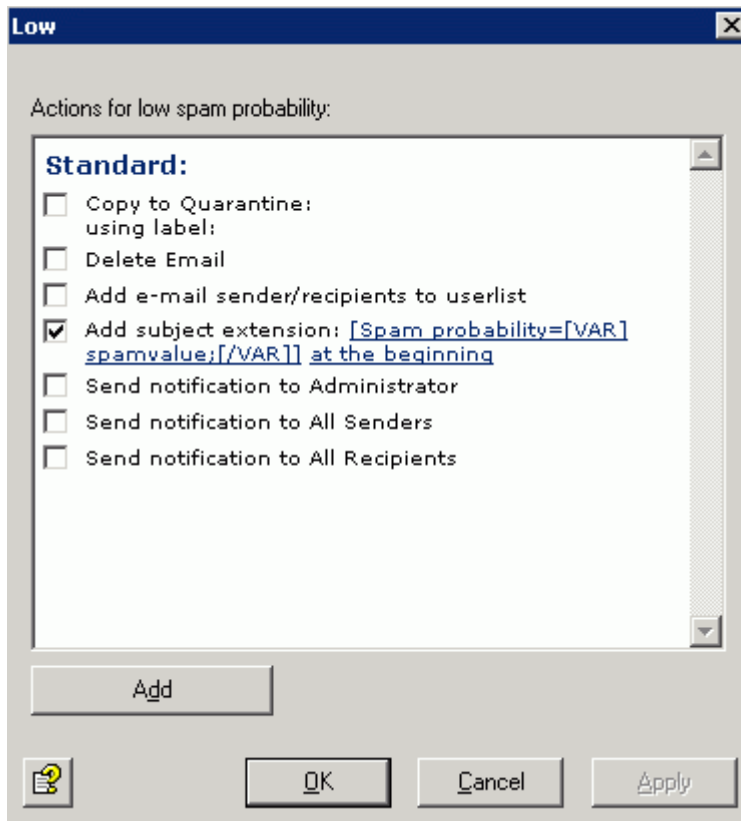 Low
Actions for low spam probability:
Standard:
Copy to Quarantine:
using label:
Delete Email
Add e-mail sender/recipients to userlist
Add subject extension: [Spam probability=[VAR]
spamvalue;[/VAR]] at the beginning
Send notification to Administrator
Send notification to All Senders
Send notification to All Recipients
Add
OK Cancel Apply